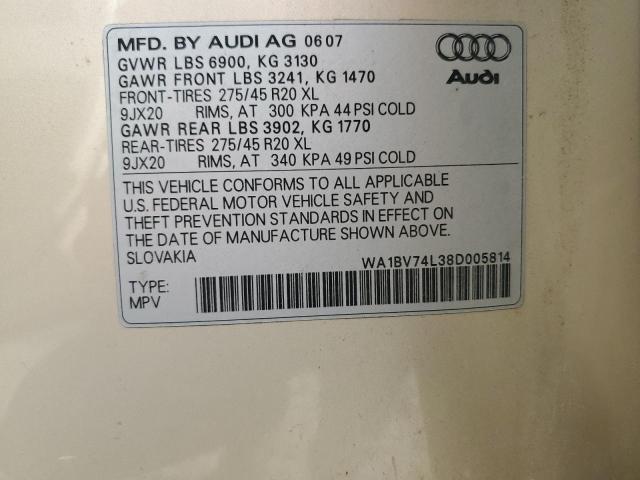 MFD. BY AUDI AG 06 07
GVWR LBS 6900, KG 3130
GAWR FRONT LBS 3241, KG 1470
FRONT-TIRES 275/45 R20 XL
9JX20 RIMS, AT 300 KPA 44 PSI COLD
GAWR REAR LBS 3902, KG 1770
REAR-TIRES 275/45 R20 XL
9JX20 RIMS, AT 340 KPA 49 PSI COLD
Audi
THIS VEHICLE CONFORMS TO ALL APPLICABLE
U.S. FEDERAL MOTOR VEHICLE SAFETY AND
THEFT PREVENTION STANDARDS IN EFFECT ON
THE DATE OF MANUFACTURE SHOWN ABOVE.
SLOVAKIA WA1BV74L38D005814
TYPE:
MPV